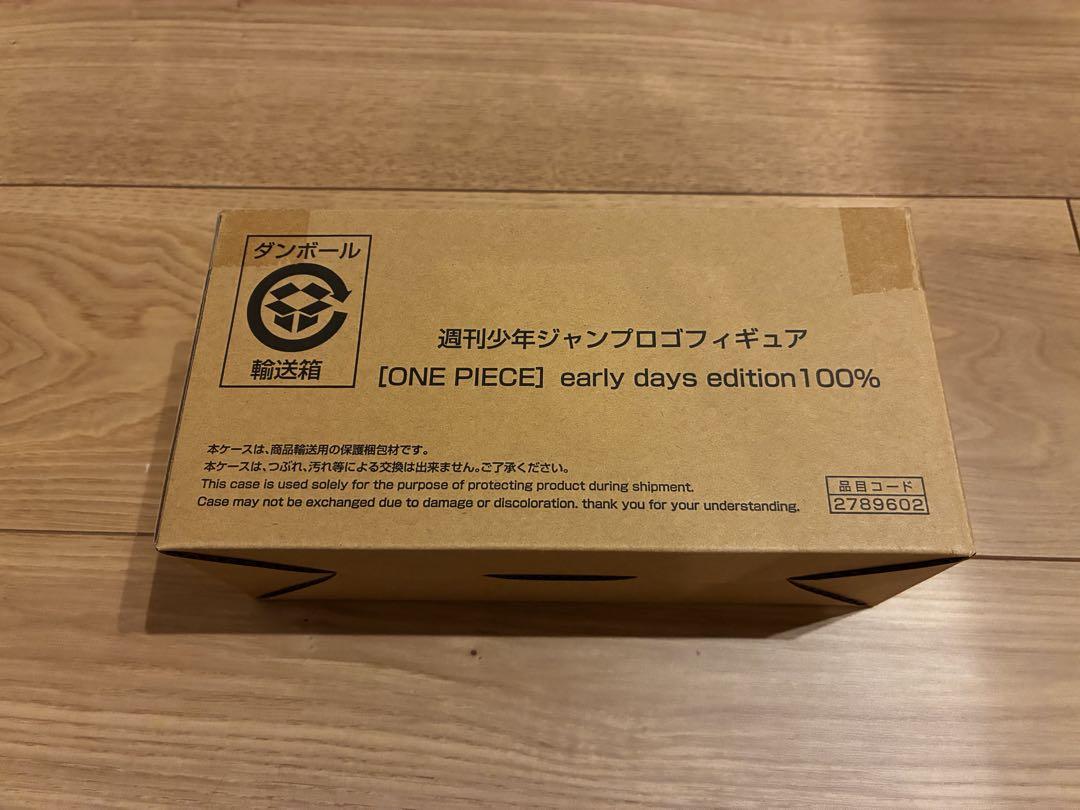 ダンボール
輸送箱
週刊少年ジャンプロゴフィギュア
[ONE PIECE] early days edition100%
本ケースは、商品輸送用の保護梱包材です。
本ケースは、つぶれ、汚れ等による交換は出来ません。ご了承ください。
This case is used solely for the purpose of protecting product during shipment.
Case may not be exchanged due to damage or discoloration. thank you for your understanding.
品目コード
2789602